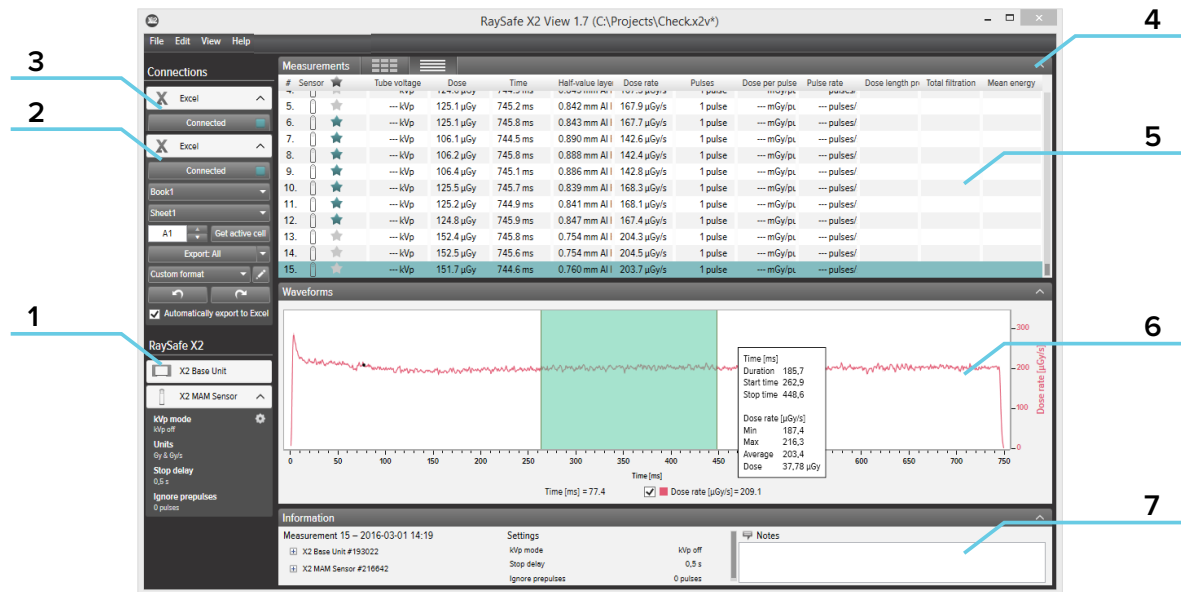 RaySafe X2 View 1.7 (C:\Projects\Check.x2v*)
File Edit View Help
4
3
2
1
5
6
7
Connections
Excel
Connected
Excel
Connected
Book1
Sheet1
A1 Get active cell
Export: All
Custom format
Automatically export to Excel
RaySafe X2
X2 Base Unit
X2 MAM Sensor
kVp mode
kVp off
Units
Gy & Gy/s
Stop delay
0,5 s
Ignore prepulses
0 pulses
Measurements
# Sensor Tube voltage Dose Time Half-value laye Dose rate Pulses Dose per pulse Pulse rate Dose length pr Total filtration Mean energy
5. --- kVp 125.1 µGy 745.2 ms 0.842 mm Al 167.9 µGy/s 1 pulse --- mGy/pu --- pulses/
6. --- kVp 125.1 µGy 745.8 ms 0.843 mm Al 167.7 µGy/s 1 pulse --- mGy/pu --- pulses/
7. --- kVp 106.1 µGy 744.5 ms 0.890 mm Al 142.6 µGy/s 1 pulse --- mGy/pu --- pulses/
8. --- kVp 106.2 µGy 745.8 ms 0.888 mm Al 142.4 µGy/s 1 pulse --- mGy/pu --- pulses/
9. --- kVp 106.4 µGy 745.1 ms 0.886 mm Al 142.8 µGy/s 1 pulse --- mGy/pu --- pulses/
10. --- kVp 125.5 µGy 745.7 ms 0.839 mm Al 168.3 µGy/s 1 pulse --- mGy/pu --- pulses/
11. --- kVp 125.2 µGy 744.9 ms 0.841 mm Al 168.1 µGy/s 1 pulse --- mGy/pu --- pulses/
12. --- kVp 124.8 µGy 745.9 ms 0.847 mm Al 167.4 µGy/s 1 pulse --- mGy/pu --- pulses/
13. --- kVp 152.4 µGy 745.8 ms 0.754 mm Al 204.3 µGy/s 1 pulse --- mGy/pu --- pulses/
14. --- kVp 152.5 µGy 745.6 ms 0.754 mm Al 204.5 µGy/s 1 pulse --- mGy/pu --- pulses/
15. --- kVp 151.7 µGy 744.6 ms 0.760 mm Al 203.7 µGy/s 1 pulse --- mGy/pu --- pulses/
Waveforms
Time [ms]
Duration 185,7
Start time 262,9
Stop time 448,6
Dose rate [µGy/s]
Min 187,4
Max 216,3
Average 203,4
Dose 37,78 µGy
300
200
100
0
Dose rate [µGy/s]
0 50 100 150 200 250 300 350 400 450 600 650 700 750
Time [ms]
Time [ms] = 77.4 Dose rate [µGy/s] = 209.1
Information
Measurement 15 – 2016-03-01 14:19
X2 Base Unit #193022
X2 MAM Sensor #216642
Settings
kVp mode kVp off
Stop delay 0,5 s
Ignore prepulses 0 pulses
Notes